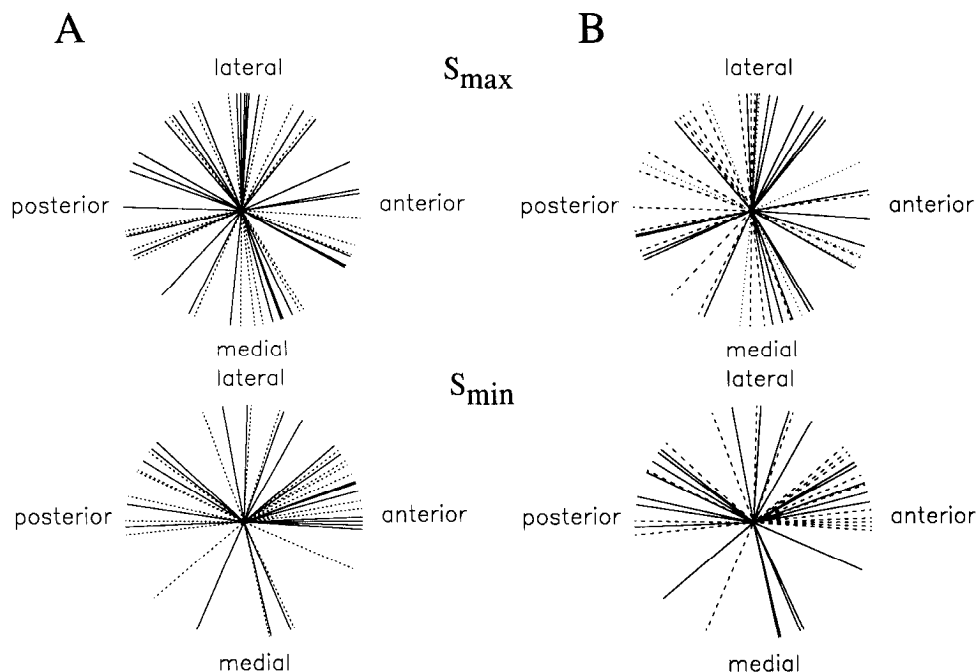 A
B
lateral
S_max
lateral
posterior
anterior
posterior
anterior
medial
medial
lateral
S_min
lateral
posterior
anterior
posterior
anterior
medial
medial